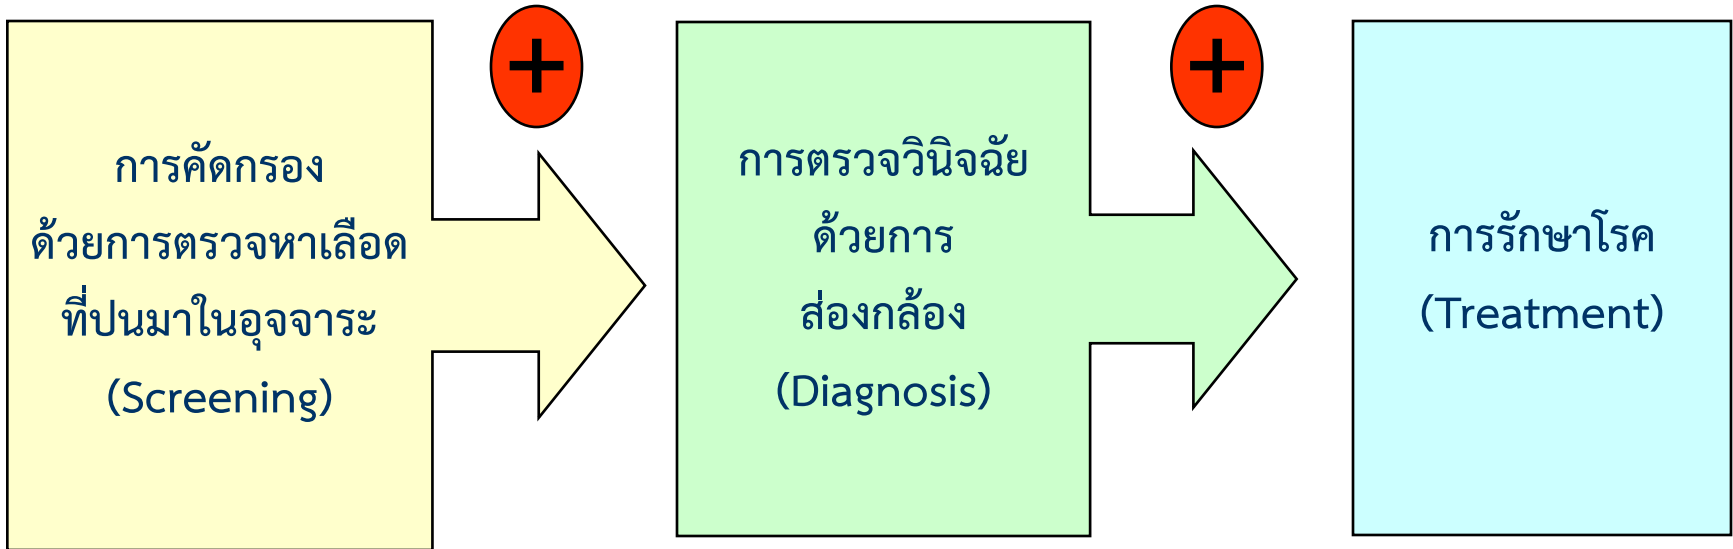 +
+
การคัดกรอง
ด้วยการตรวจหาเลือด
ที่ปนมาในอุจจาระ
(Screening)
การตรวจวินิจฉัย
ด้วยการ
ส่องกล้อง
(Diagnosis)
การรักษาโรค
(Treatment)